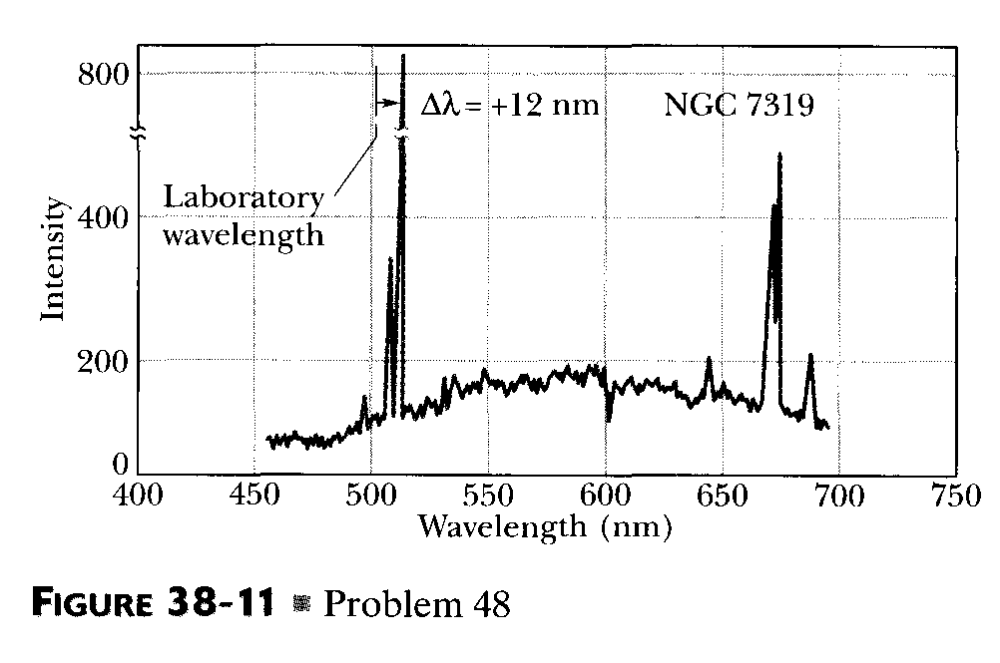 800
Δλ = +12 nm
NGC 7319
Laboratory
wavelength
400
Intensity
200
0
400 450 500 550 600 650 700 750
Wavelength (nm)
FIGURE 38-11 Problem 48